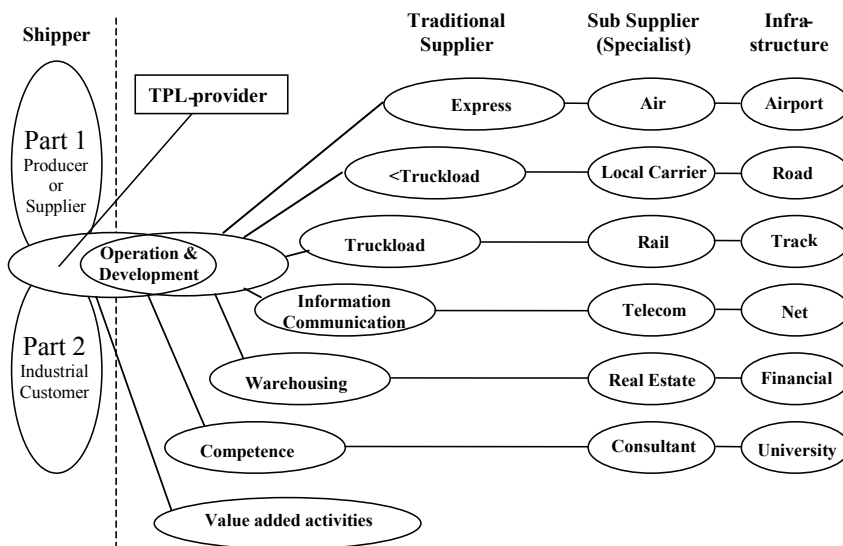 Shipper
Traditional
Supplier
Sub Supplier
(Specialist)
Infra-
structure
TPL-provider
Part 1
Producer
or
Supplier
Express
Air
Airport
<Truckload
Local Carrier
Road
Operation &
Development
Truckload
Rail
Track
Information
Communication
Telecom
Net
Part 2
Industrial
Customer
Warehousing
Real Estate
Financial
Competence
Consultant
University
Value added activities